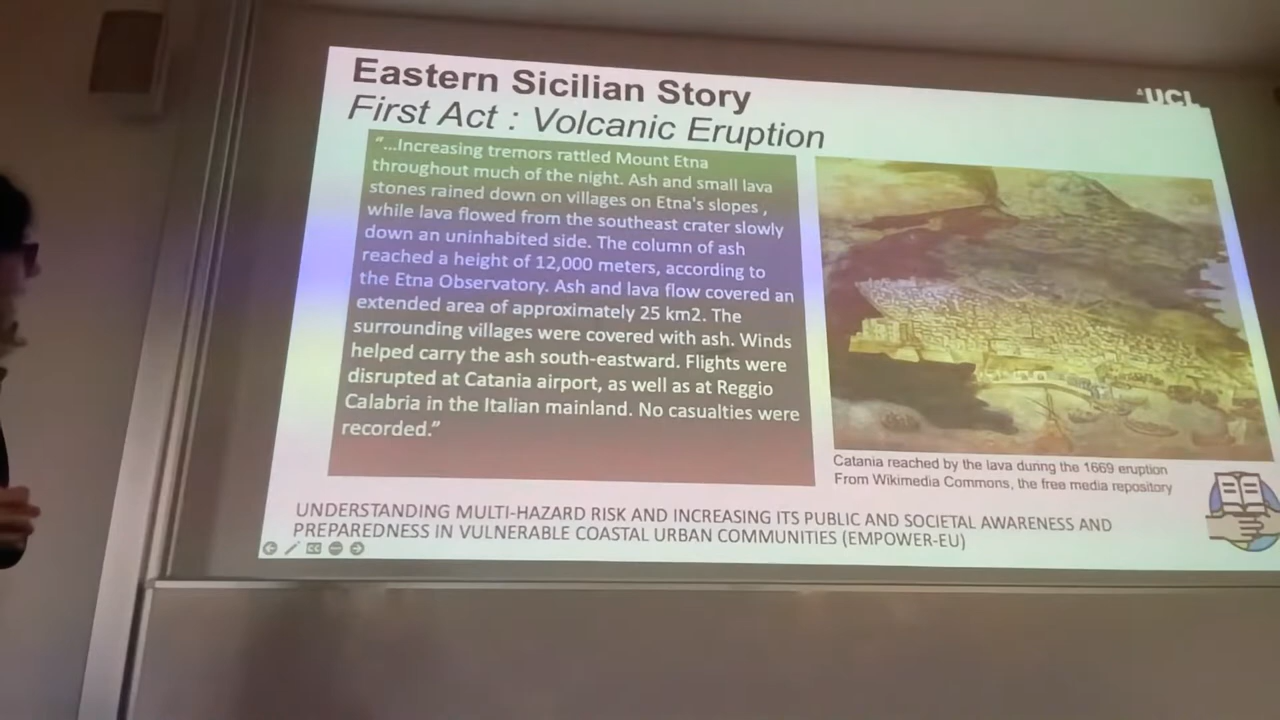 Eastern Sicilian Story
First Act : Volcanic Eruption
UCL
"...Increasing tremors rattled Mount Etna
throughout much of the night. Ash and small lava
stones rained down on villages on Etna's slopes ,
while lava flowed from the southeast crater slowly
down an uninhabited side. The column of ash
reached a height of 12,000 meters, according to
the Etna Observatory. Ash and lava flow covered an
extended area of approximately 25 km2. The
surrounding villages were covered with ash. Winds
helped carry the ash south-eastward. Flights were
disrupted at Catania airport, as well as at Reggio
Calabria in the Italian mainland. No casualties were
recorded."
Catania reached by the lava during the 1669 eruption
From Wikimedia Commons, the free media repository
UNDERSTANDING MULTI-HAZARD RISK AND INCREASING ITS PUBLIC AND SOCIETAL AWARENESS AND
PREPAREDNESS IN VULNERABLE COASTAL URBAN COMMUNITIES (EMPOWER-EU)